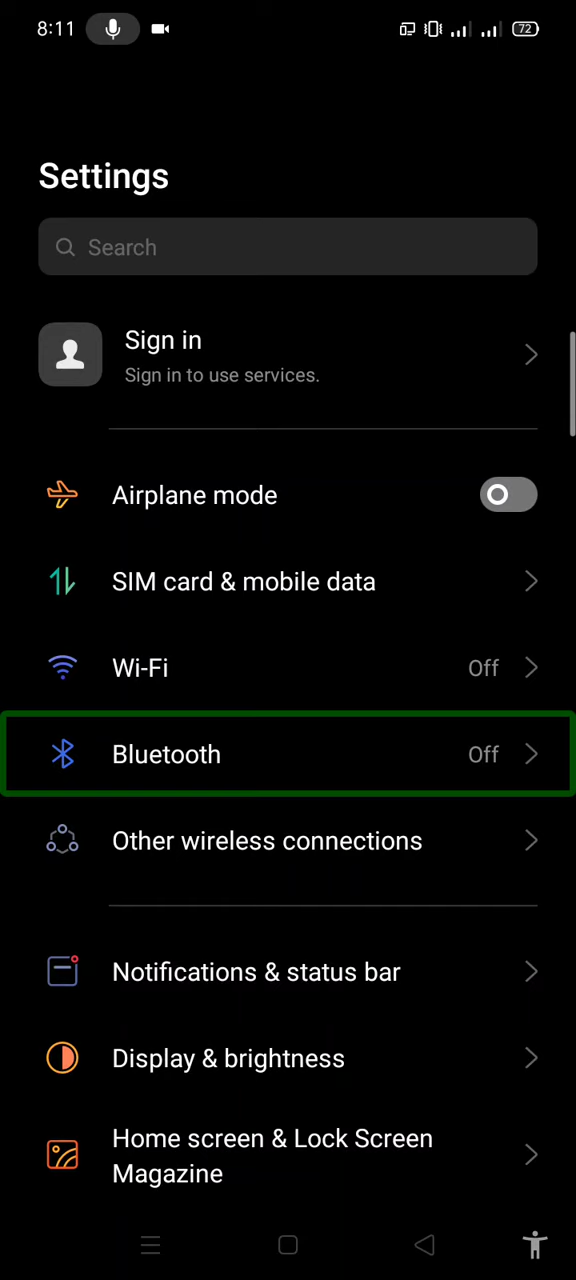 8:11
72
Settings
Search
Sign in
Sign in to use services.
Airplane mode
SIM card & mobile data
Wi-Fi Off
Bluetooth Off
Other wireless connections
Notifications & status bar
Display & brightness
Home screen & Lock Screen
Magazine